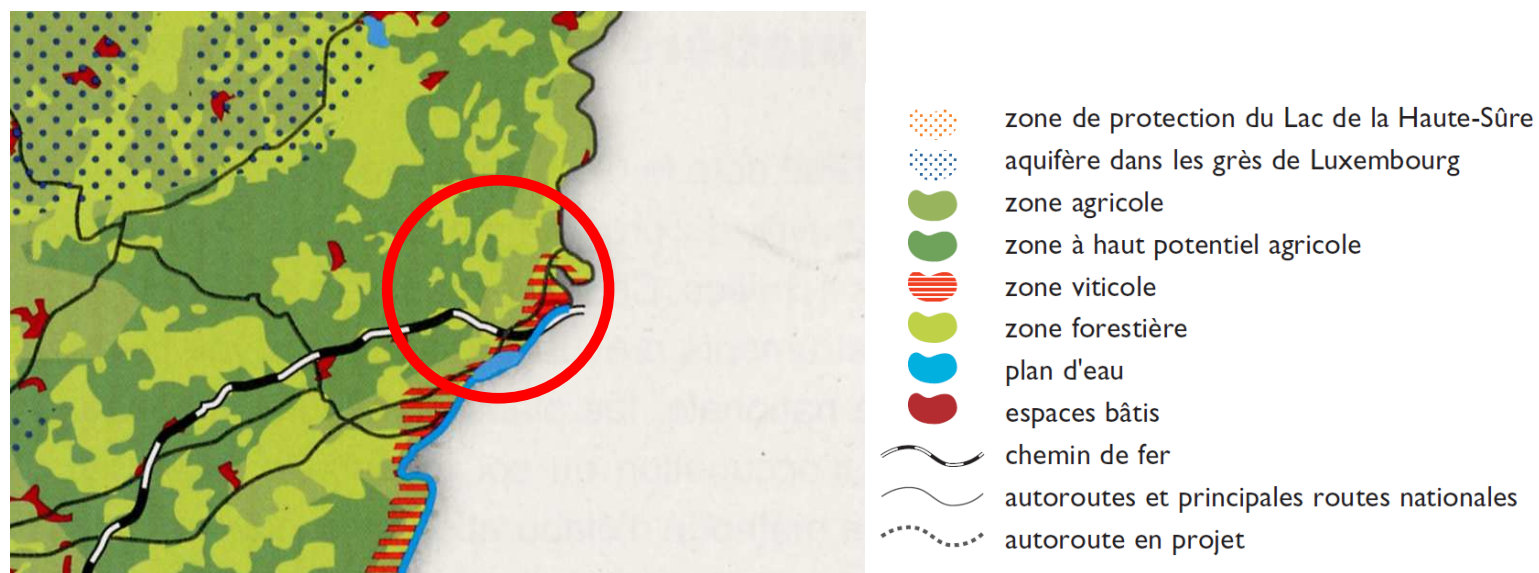 zone de protection du Lac de la Haute-Sûre
aquifère dans les grès de Luxembourg
zone agricole
zone à haut potentiel agricole
zone viticole
zone forestière
plan d'eau
espaces bâtis
chemin de fer
autoroutes et principales routes nationales
autoroute en projet